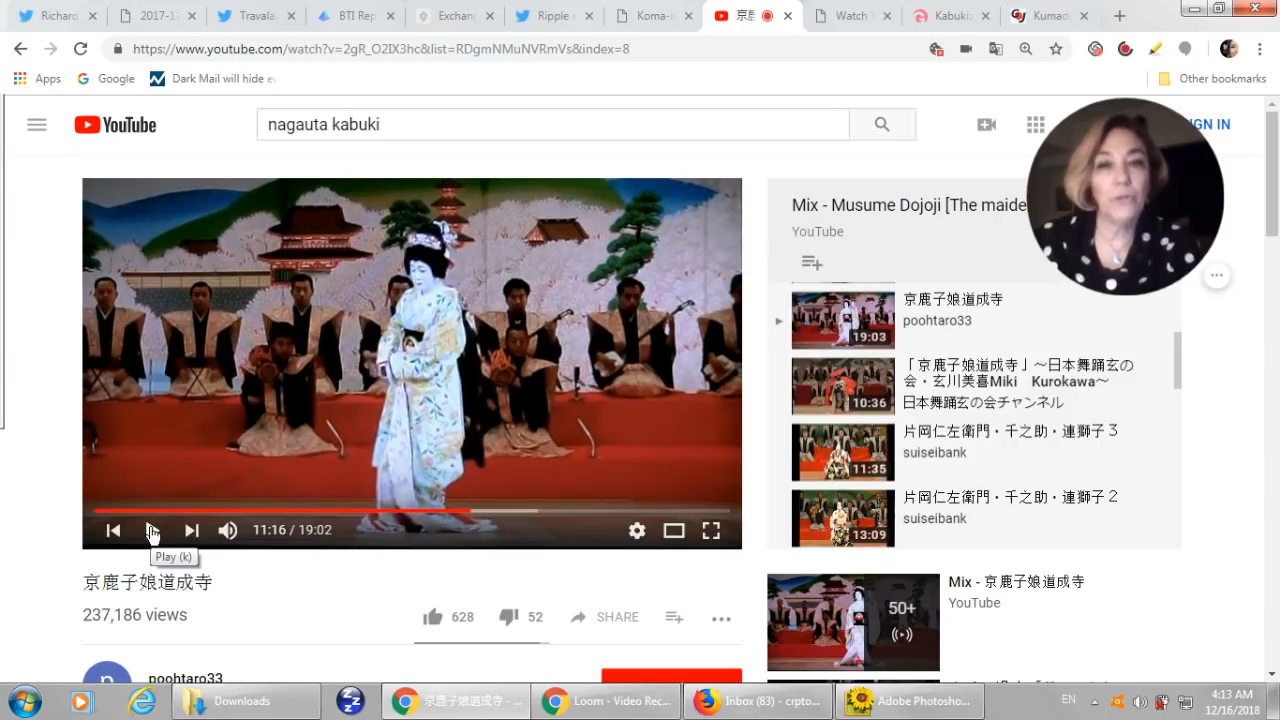 Richard
2017-11
Travala
BTI Rep
Exchan
Rippae
Koma-in
京鹿
Watch T
Kabukiz
Kumado
https://www.youtube.com/watch?v=2gR_O2IX3hc&list=RDgmNMuNVRmVs&index=8
Apps
Google
Dark Mail will hide e
Other bookmarks
YouTube
nagauta kabuki
IGN IN
Mix - Musume Dojoji [The maide
YouTube
京鹿子娘道成寺
poohtaro33
19:03
「京鹿子娘道成寺」~日本舞踊玄の
会・玄川美喜Miki Kurokawa~
日本舞踊玄の会チャンネル
10:36
片岡仁左衛門・千之助・連獅子3
suiseibank
11:35
片岡仁左衛門・千之助・連獅子2
suiseibank
13:09
11:16 / 19:02
Play (k)
京鹿子娘道成寺
237,186 views
628
52
SHARE
poohtaro33
50+
Mix - 京鹿子娘道成寺
YouTube
Downloads
京鹿子娘道成寺 - ...
Loom - Video Rec...
Inbox (83) - crpto...
Adobe Photosho...
EN
4:13 AM
12/16/2018